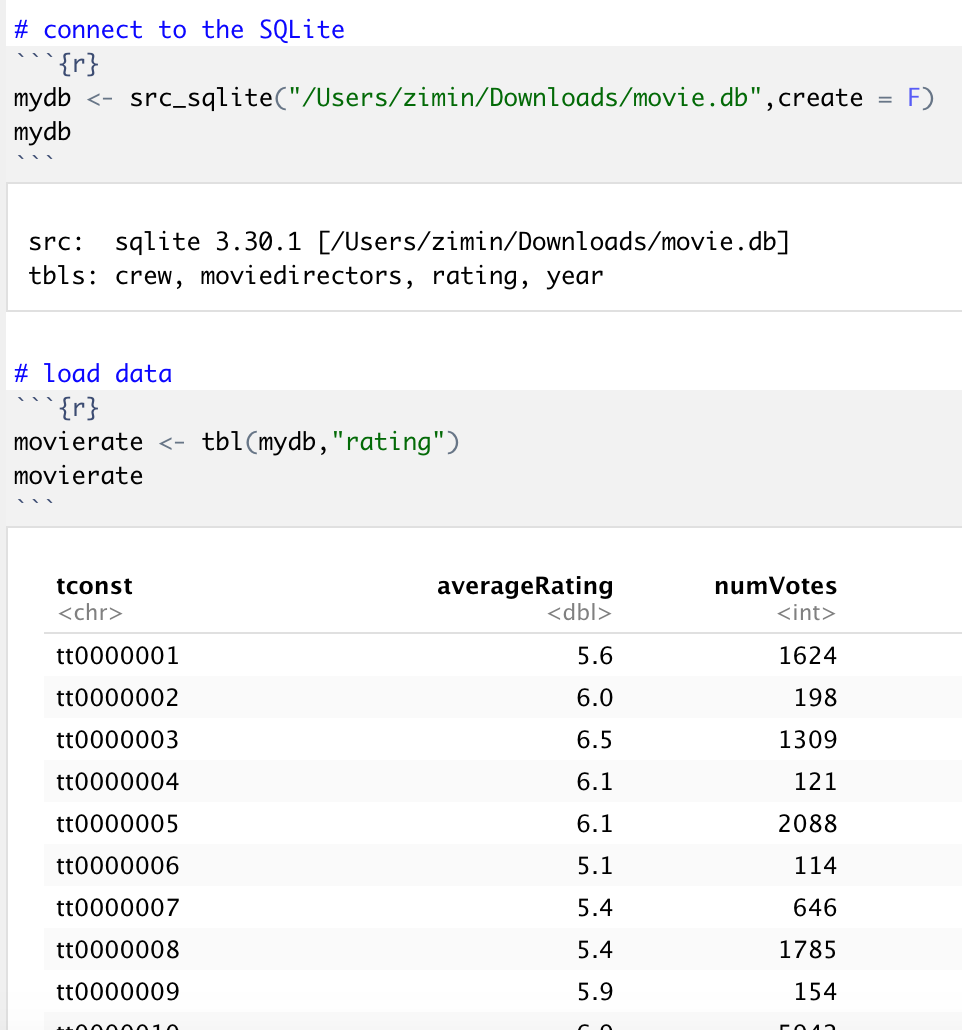 # connect to the SQLite
```{r}
mydb <- src_sqlite("/Users/zimin/Downloads/movie.db",create = F)
mydb
```
src:  sqlite 3.30.1 [/Users/zimin/Downloads/movie.db]
tbls: crew, moviedirectors, rating, year
# load data
```{r}
movierate <- tbl(mydb,"rating")
movierate
```
tconst averageRating numVotes
<chr> <dbl> <int>
tt0000001 5.6 1624
tt0000002 6.0 198
tt0000003 6.5 1309
tt0000004 6.1 121
tt0000005 6.1 2088
tt0000006 5.1 114
tt0000007 5.4 646
tt0000008 5.4 1785
tt0000009 5.9 154